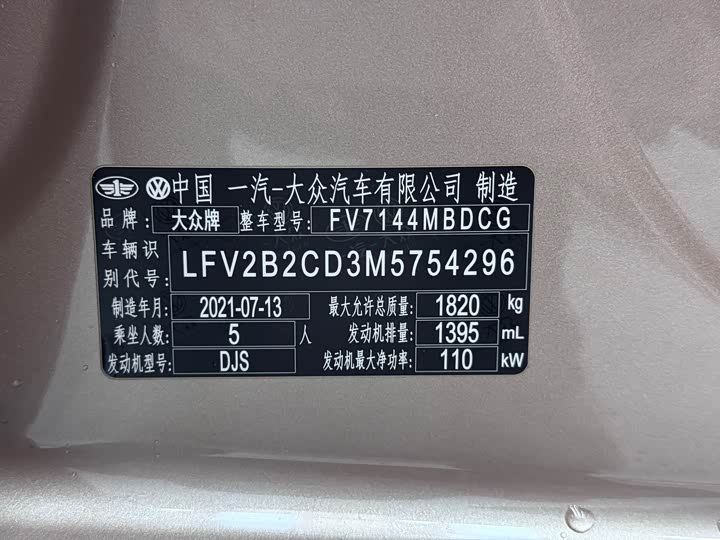 中国 一汽-大众汽车有限公司 制造
品牌: 大众牌 整车型号: FV7144MBDCG
车辆识别代号: LFV2B2CD3M5754296
制造年月: 2021-07-13 最大允许总质量: 1820 kg
乘坐人数: 5 人 发动机排量: 1395 mL
发动机型号: DJS 发动机最大净功率: 110 kW